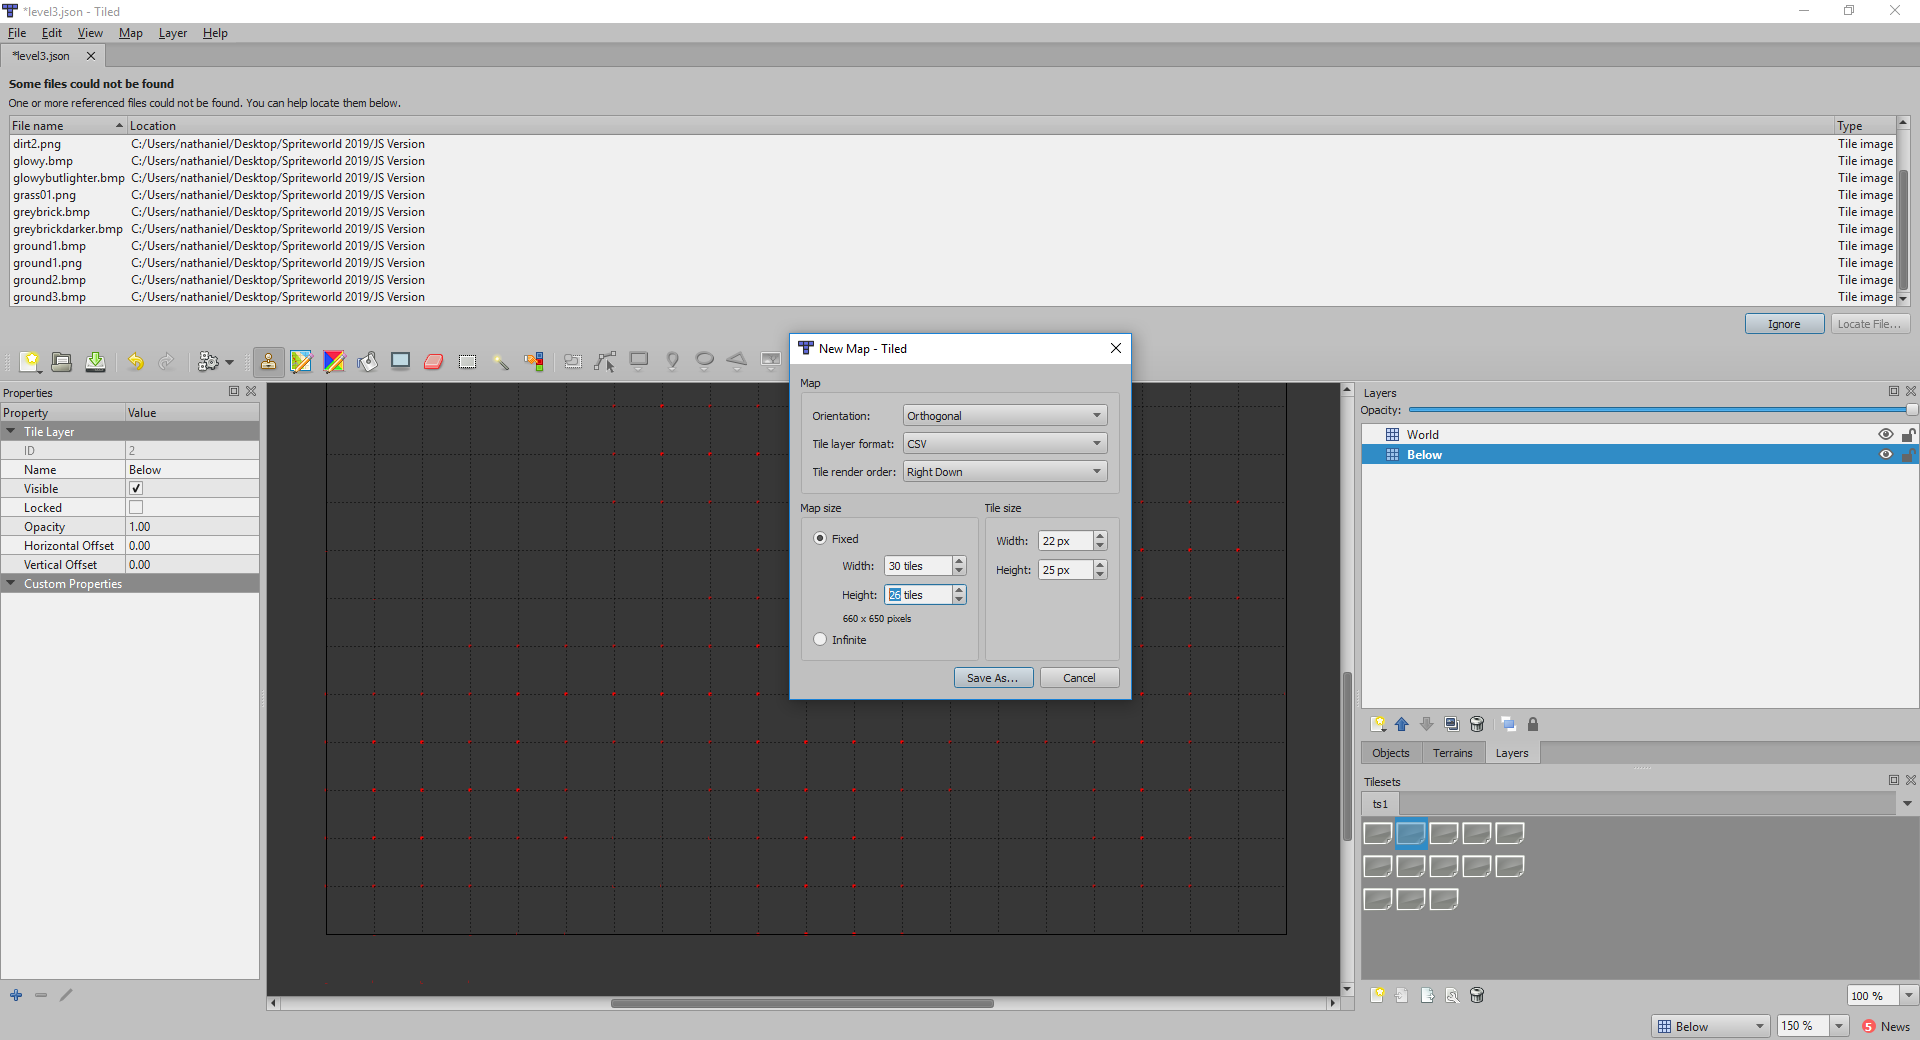 *level3.json - Tiled
File Edit View Map Layer Help
*level3.json
Some files could not be found
One or more referenced files could not be found. You can help locate them below.
File name Location Type
dirt2.png C:/Users/nathaniel/Desktop/Spriteworld 2019/JS Version Tile image
glowy.bmp C:/Users/nathaniel/Desktop/Spriteworld 2019/JS Version Tile image
glowybutlighter.bmp C:/Users/nathaniel/Desktop/Spriteworld 2019/JS Version Tile image
grass01.png C:/Users/nathaniel/Desktop/Spriteworld 2019/JS Version Tile image
greybrick.bmp C:/Users/nathaniel/Desktop/Spriteworld 2019/JS Version Tile image
greybrickdarker.bmp C:/Users/nathaniel/Desktop/Spriteworld 2019/JS Version Tile image
ground1.bmp C:/Users/nathaniel/Desktop/Spriteworld 2019/JS Version Tile image
ground1.png C:/Users/nathaniel/Desktop/Spriteworld 2019/JS Version Tile image
ground2.bmp C:/Users/nathaniel/Desktop/Spriteworld 2019/JS Version Tile image
ground3.bmp C:/Users/nathaniel/Desktop/Spriteworld 2019/JS Version Tile image
Ignore Locate File...
Properties
Property Value
Tile Layer
ID 2
Name Below
Visible
Locked
Opacity 1.00
Horizontal Offset 0.00
Vertical Offset 0.00
Custom Properties
New Map - Tiled
Map
Orientation: Orthogonal
Tile layer format: CSV
Tile render order: Right Down
Map size Tile size
Fixed
Width: 30 tiles
Height: 26 tiles
660 x 650 pixels
Infinite
Width: 22 px
Height: 25 px
Save As... Cancel
Layers
Opacity:
World
Below
Objects Terrains Layers
Tilesets
ts1
100 %
Below 150 % 5 News